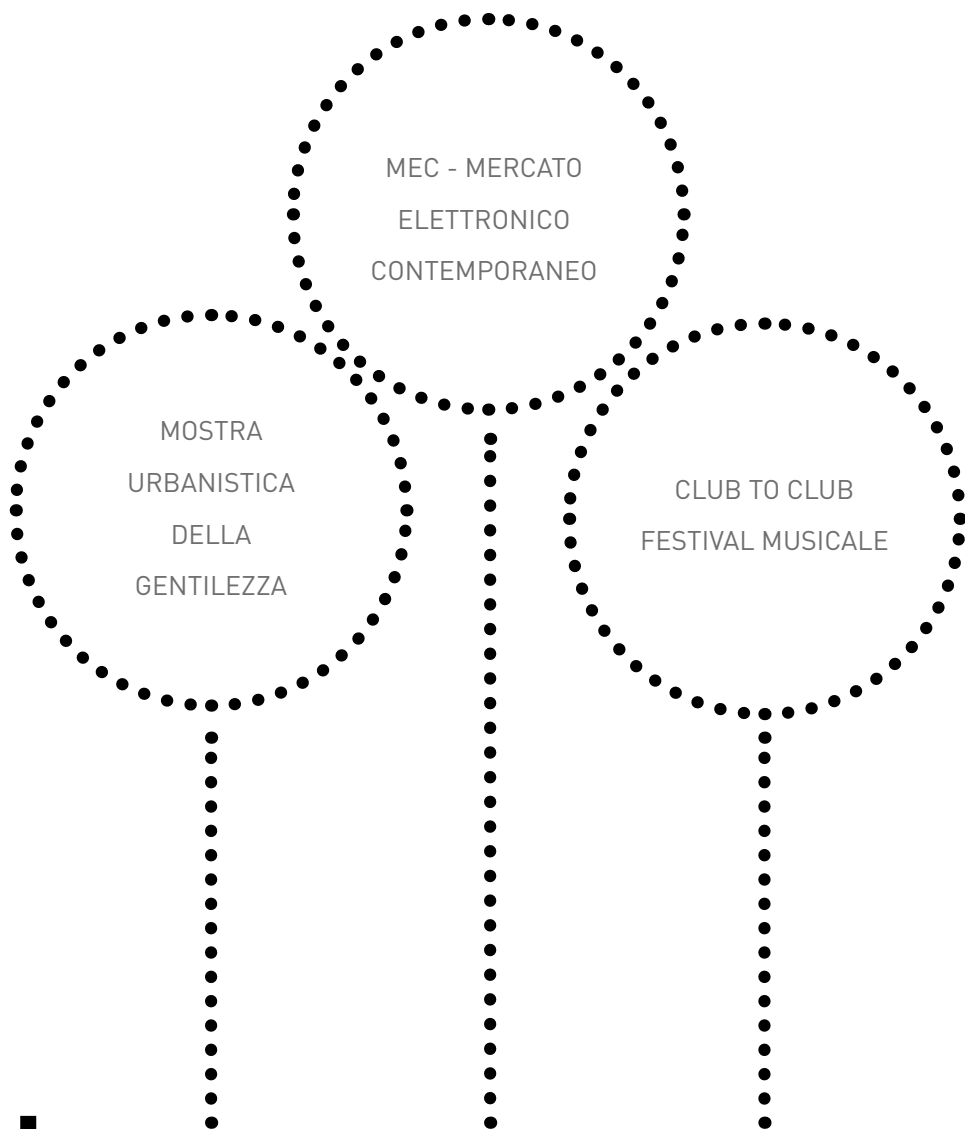 MEC - MERCATO
ELETTRONICO
CONTEMPORANEO
MOSTRA
URBANISTICA
DELLA
GENTILEZZA
CLUB TO CLUB
FESTIVAL MUSICALE